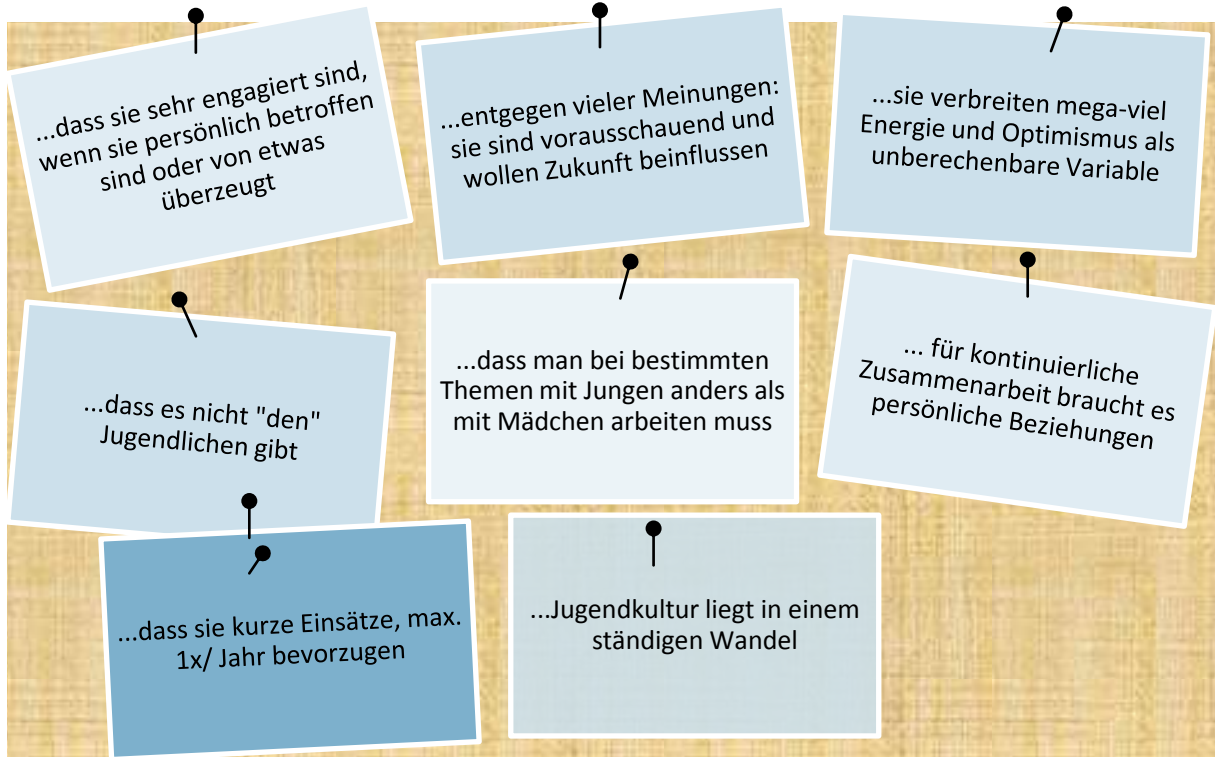 ...dass sie sehr engagiert sind,
wenn sie persönlich betroffen
sind oder von etwas
überzeugt
...entgegen vieler Meinungen:
sie sind vorausschauend und
wollen Zukunft beinflussen
...sie verbreiten mega-viel
Energie und Optimismus als
unberechenbare Variable
...dass es nicht "den"
Jugendlichen gibt
...dass man bei bestimmten
Themen mit Jungen anders als
mit Mädchen arbeiten muss
... für kontinuierliche
Zusammenarbeit braucht es
persönliche Beziehungen
...dass sie kurze Einsätze, max.
1x/ Jahr bevorzugen
...Jugendkultur liegt in einem
ständigen Wandel